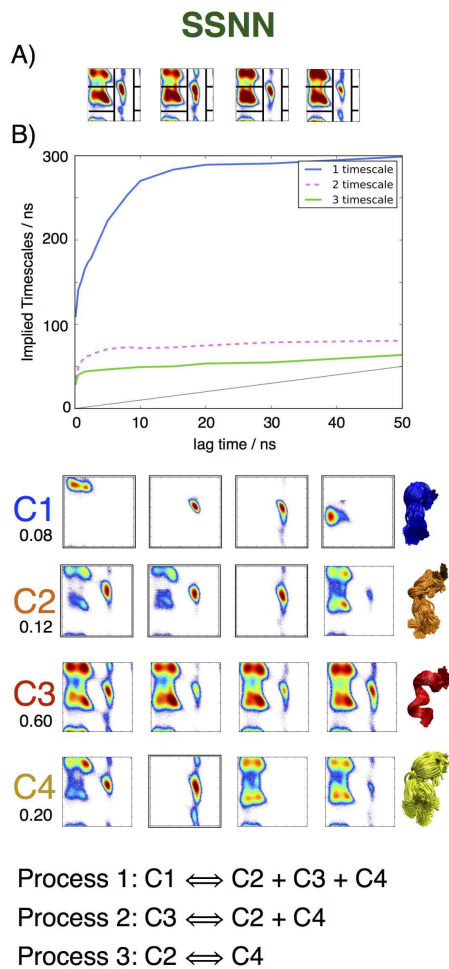 SSNN
A)
B)
300
1 timescale
2 timescale
3 timescale
200
100
0
Implied Timescales / ns
0 10 20 30 40 50
lag time / ns
C1
0.08
C2
0.12
C3
0.60
C4
0.20
Process 1: C1 ⟺ C2 + C3 + C4
Process 2: C3 ⟺ C2 + C4
Process 3: C2 ⟺ C4